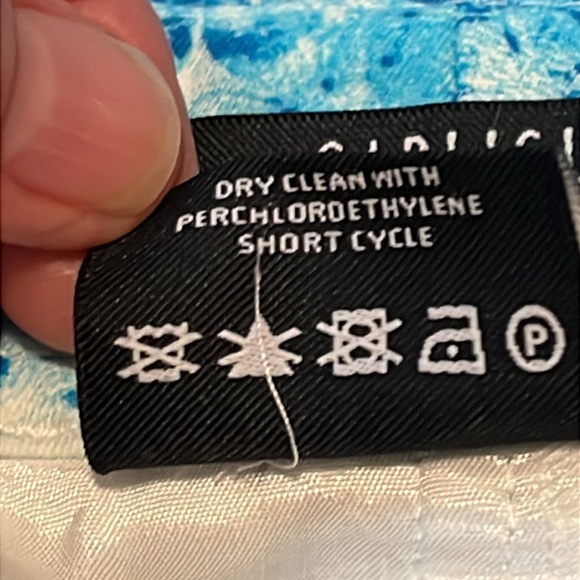 DRY CLEAN WITH
PERCHLOROETHYLENE
SHORT CYCLE
P